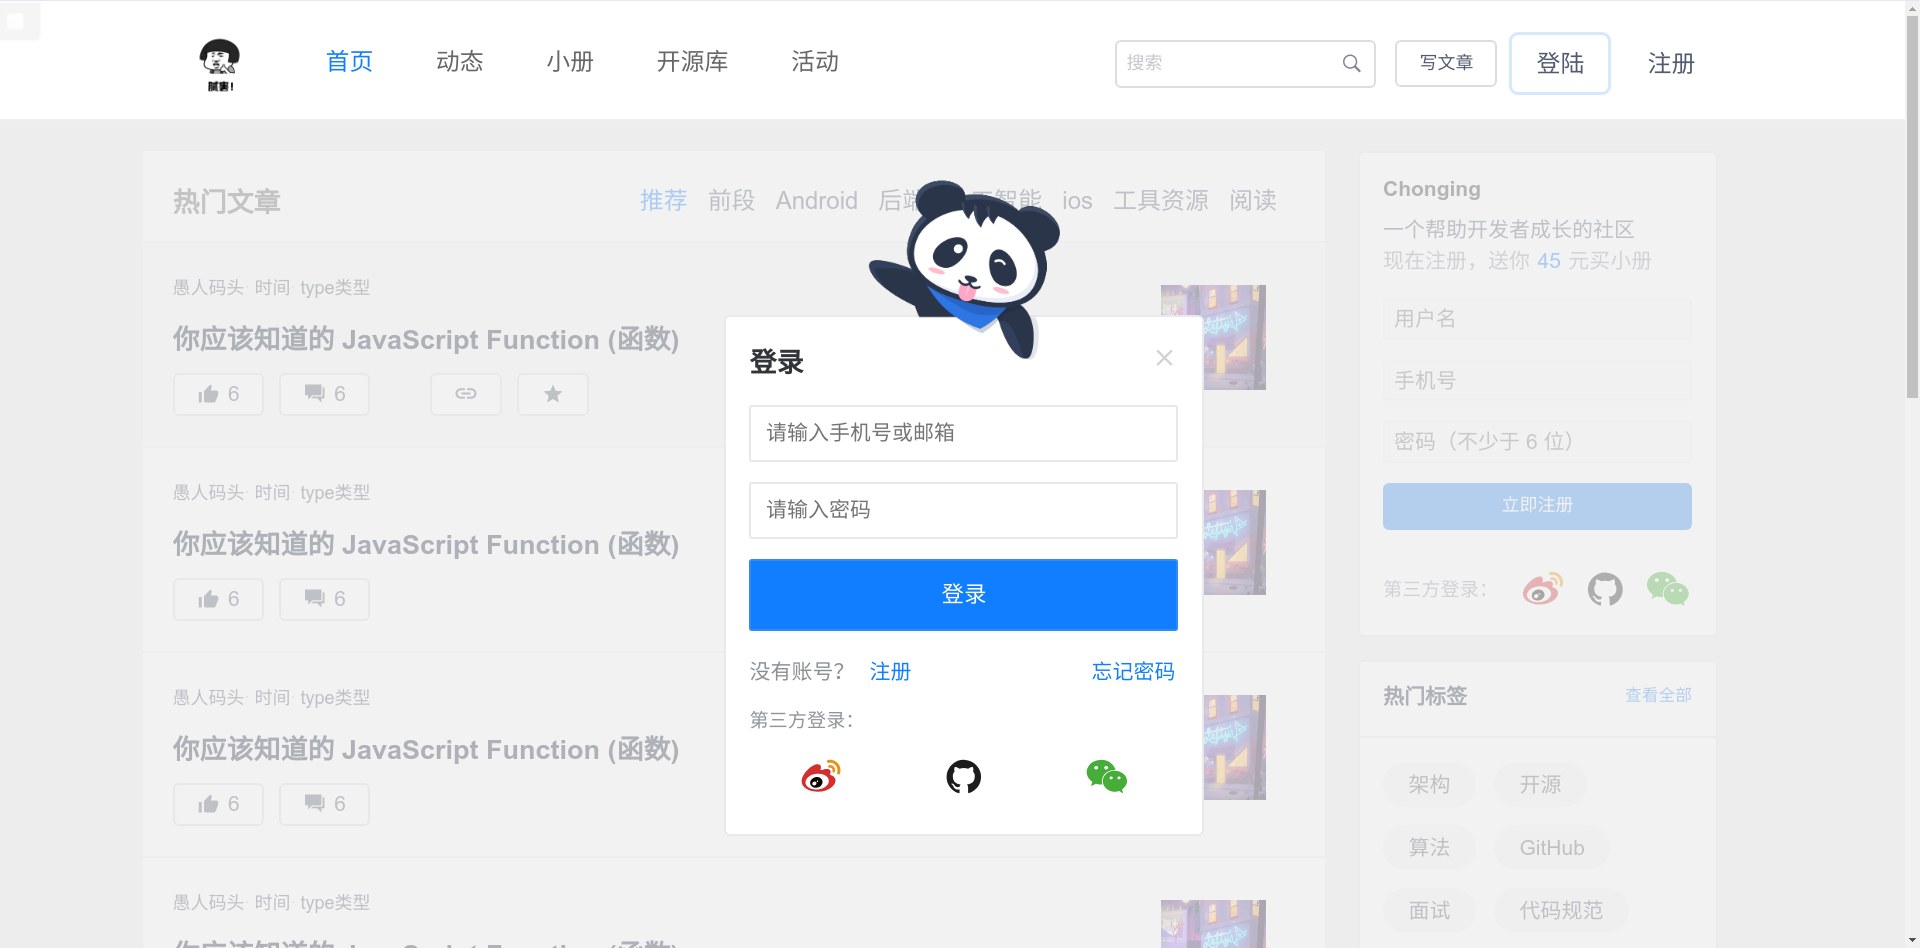 首页
动态
小册
开源库
活动
搜索
写文章
登陆
注册
热门文章
推荐
前段
Android
后端
工智能
ios
工具资源
阅读
愚人码头 时间 type类型
你应该知道的 JavaScript Function (函数)
6
6
愚人码头 时间 type类型
你应该知道的 JavaScript Function (函数)
6
6
愚人码头 时间 type类型
你应该知道的 JavaScript Function (函数)
6
6
愚人码头 时间 type类型
你应该知道的 JavaScript Function (函数)
登录
请输入手机号或邮箱
请输入密码
登录
没有账号？ 注册
忘记密码
第三方登录：
Chonging
一个帮助开发者成长的社区
现在注册，送你 45 元买小册
用户名
手机号
密码（不少于 6 位）
立即注册
第三方登录：
热门标签
查看全部
架构
开源
算法
GitHub
面试
代码规范